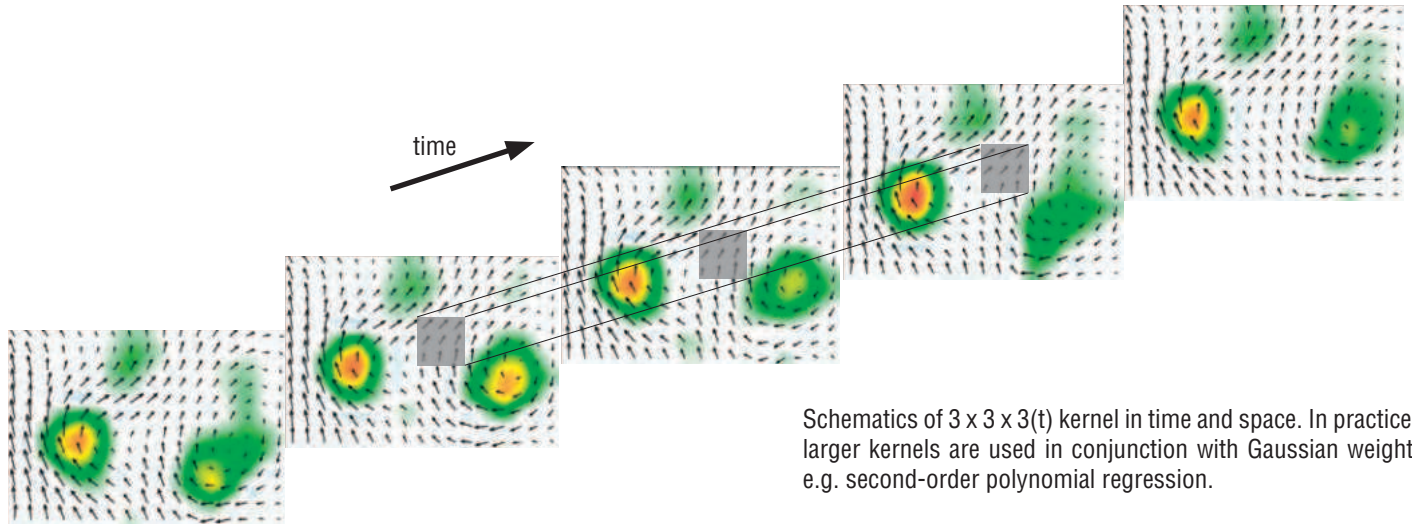 time
Schematics of 3 x 3 x 3(t) kernel in time and space. In practice
larger kernels are used in conjunction with Gaussian weight
e.g. second-order polynomial regression.